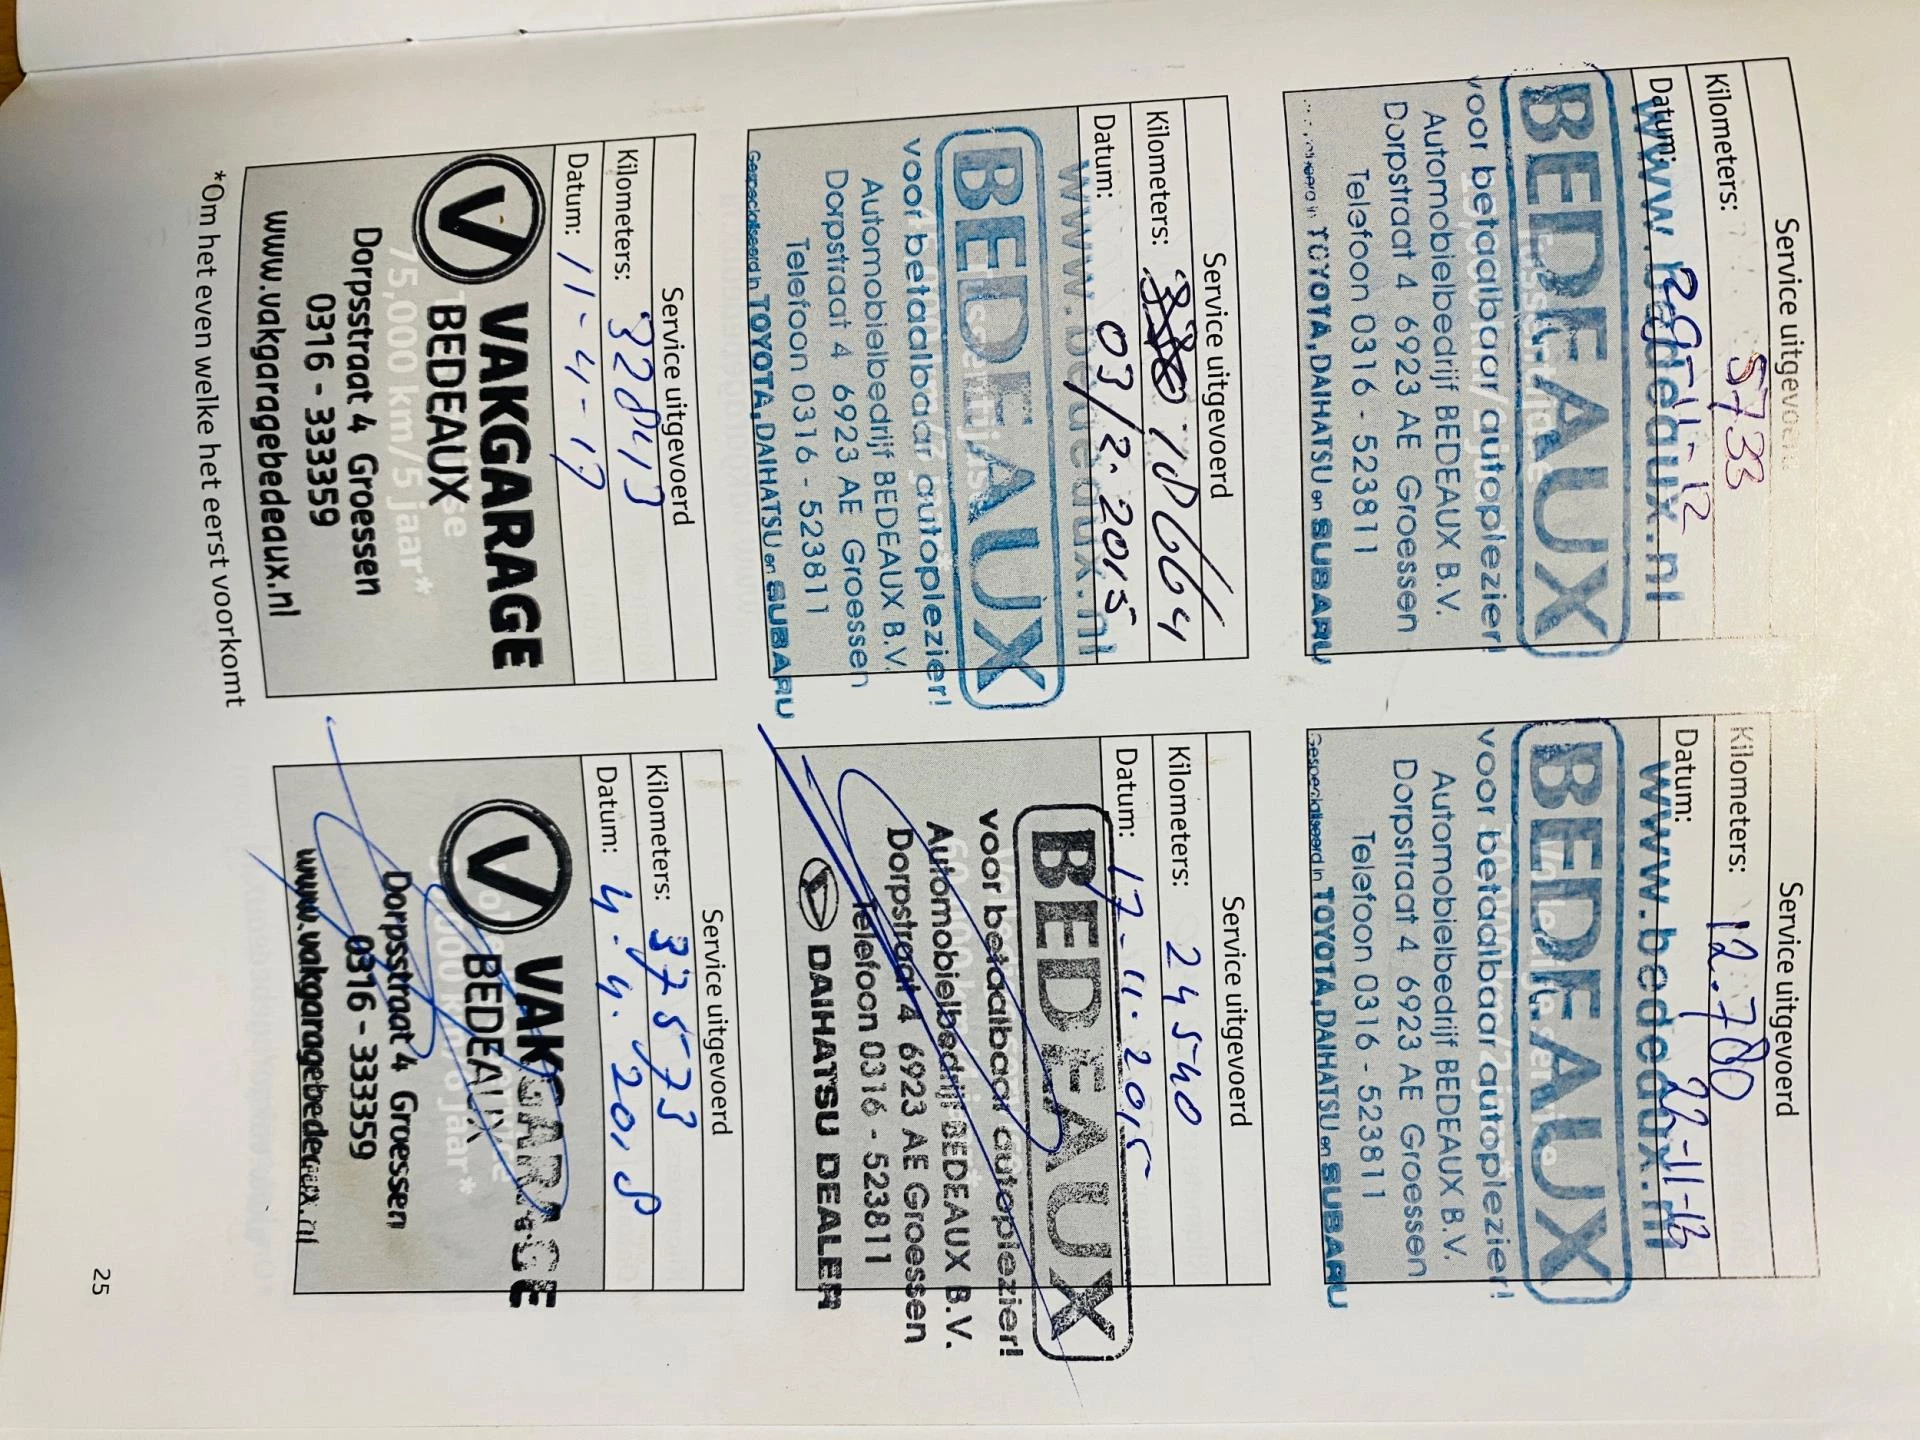 Service uitgevoerd
Kilometers: 5733
Datum: 29-11-12
www.bedeaux.nl
BEDEAUX
voor betaalbaar autoplezier!
Automobielbedrijf BEDEAUX B.V.
Dorpstraat 4 6923 AE Groessen
Telefoon 0316 - 523811
TOYOTA, DAIHATSU en SUBARU
Service uitgevoerd
Kilometers: 12.780
Datum: 22-11-13
www.bedeaux.nl
BEDEAUX
voor betaalbaar autoplezier!
Automobielbedrijf BEDEAUX B.V.
Dorpstraat 4 6923 AE Groessen
Telefoon 0316 - 523811
Gespecialiseerd in TOYOTA, DAIHATSU en SUBARU
Service uitgevoerd
Kilometers: 18664
Datum: 03/2.2015
www.bedeaux.nl
BEDEAUX
voor betaalbaar autoplezier!
Automobielbedrijf BEDEAUX B.V.
Dorpstraat 4 6923 AE Groessen
Telefoon 0316 - 523811
Gespecialiseerd in TOYOTA, DAIHATSU en SUBARU
Service uitgevoerd
Kilometers: 24540
Datum: 17-11-2015
BEDEAUX
voor betaalbaar autoplezier!
Automobielbedrijf BEDEAUX B.V.
Dorpstraat 4 6923 AE Groessen
Telefoon 0316 - 523811
DAIHATSU DEALER
Service uitgevoerd
Kilometers: 32843
Datum: 11-4-17
V VAKGARAGE
BEDEAUX
75,000 km/5 jaar*
Dorpsstraat 4 Groessen
0316 - 333359
www.vakgaragebedeaux.nl
Service uitgevoerd
Kilometers: 37573
Datum: 4.4.2018
V VAKGARAGE
BEDEAUX
Dorpsstraat 4 Groessen
0316 - 333359
www.vakgaragebedeaux.nl
*Om het even welke het eerst voorkomt
25